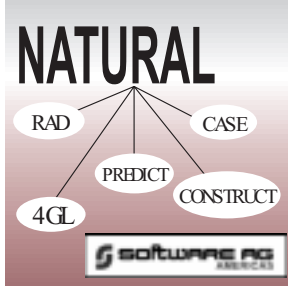 NATURAL
RAD
CASE
PREDICT
CONSTRUCT
4GL
software AG
AMERICAS